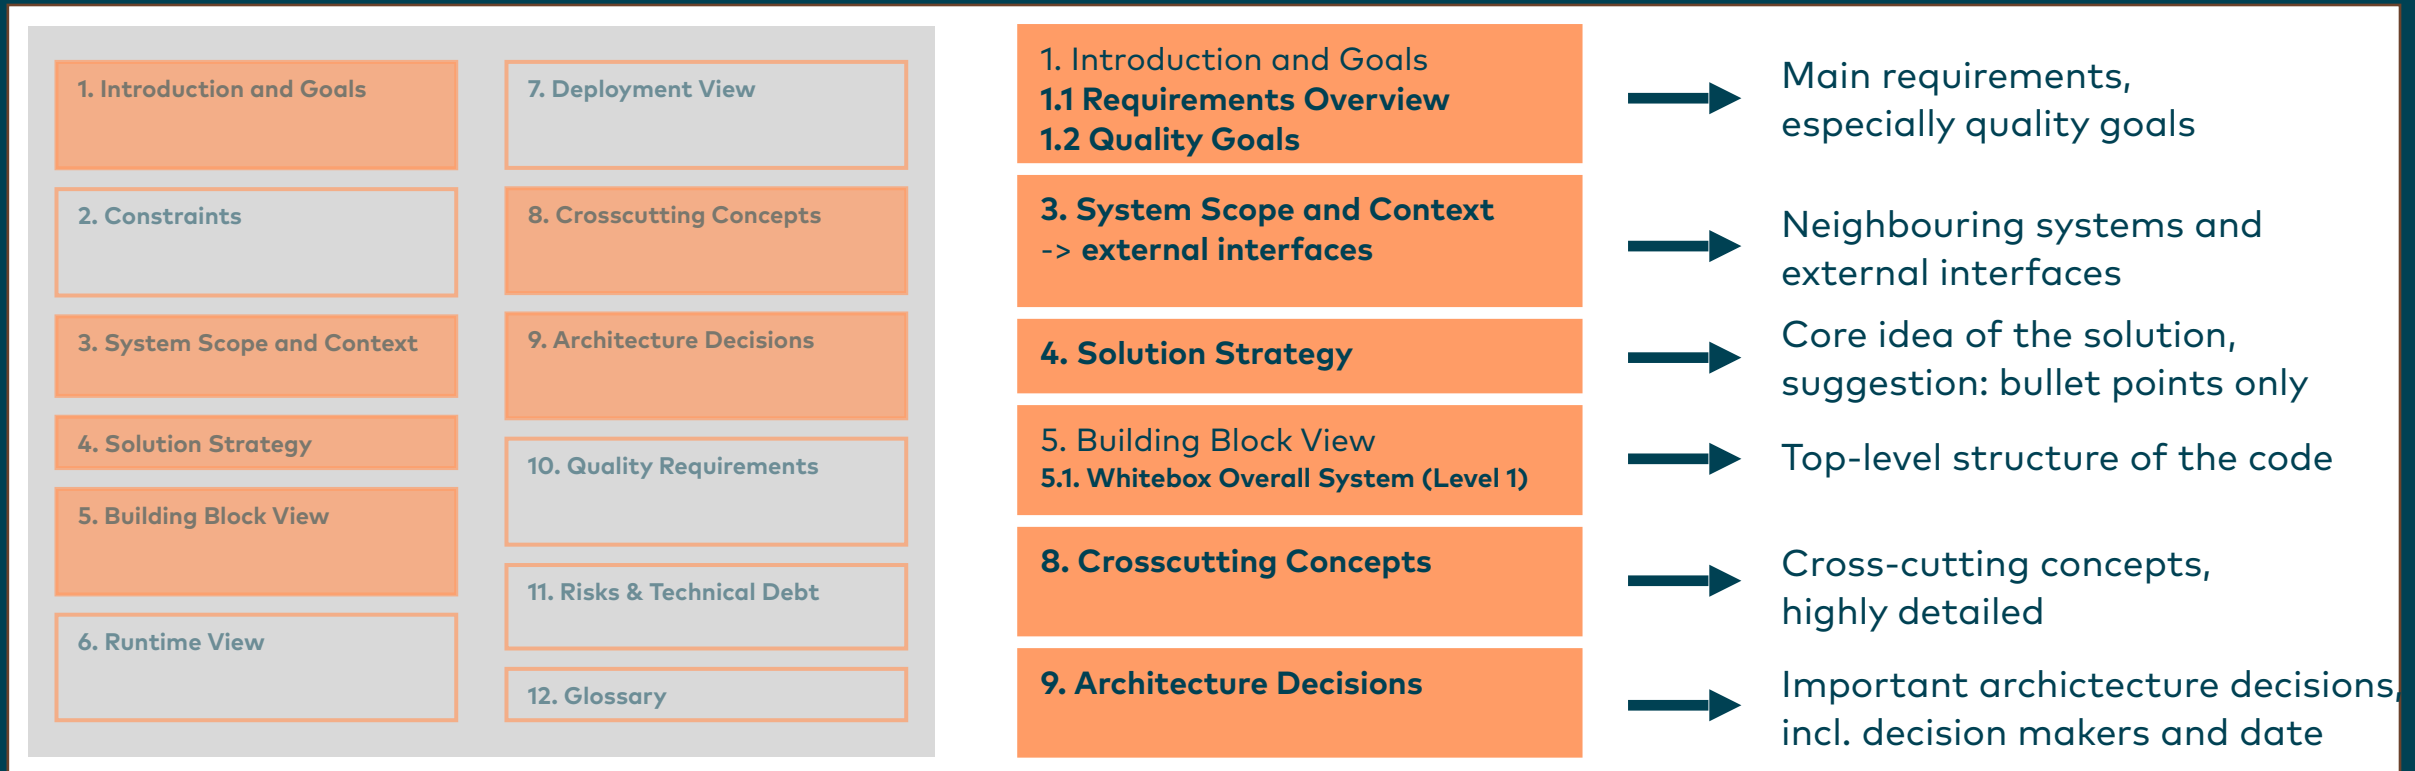 1. Introduction and Goals
2. Constraints
3. System Scope and Context
4. Solution Strategy
5. Building Block View
6. Runtime View
7. Deployment View
8. Crosscutting Concepts
9. Architecture Decisions
10. Quality Requirements
11. Risks & Technical Debt
12. Glossary
1. Introduction and Goals
1.1 Requirements Overview
1.2 Quality Goals
Main requirements,
especially quality goals
3. System Scope and Context
-> external interfaces
Neighbouring systems and
external interfaces
4. Solution Strategy
Core idea of the solution,
suggestion: bullet points only
5. Building Block View
5.1. Whitebox Overall System (Level 1)
Top-level structure of the code
8. Crosscutting Concepts
Cross-cutting concepts,
highly detailed
9. Architecture Decisions
Important archictecture decisions,
incl. decision makers and date